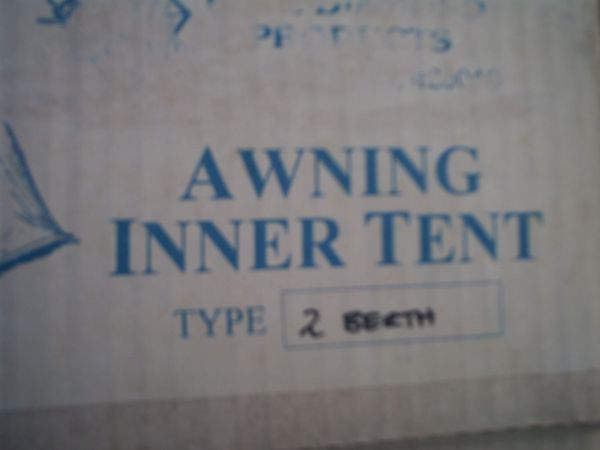 PRODUCTS
AWNING
INNER TENT
TYPE 2 BERTH